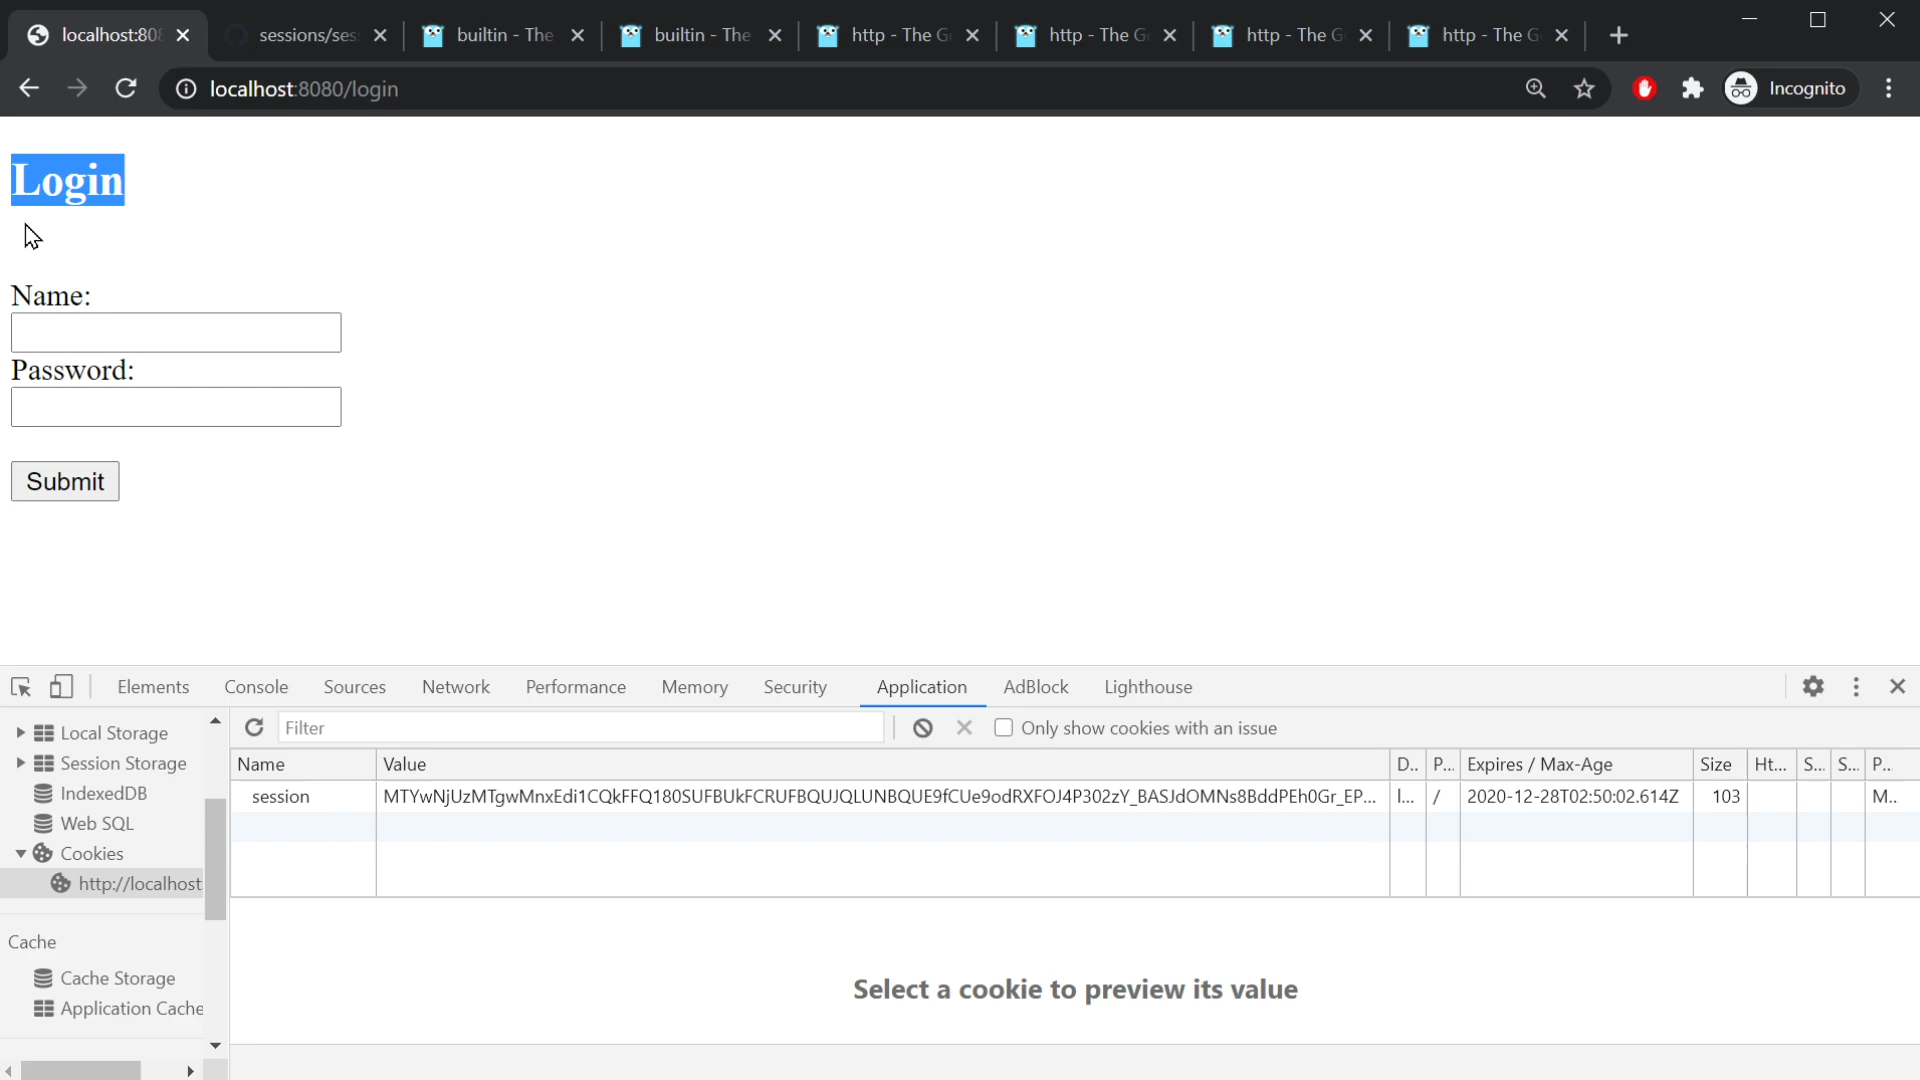 localhost:808
sessions/ses
builtin - The
builtin - The
http - The G
http - The G
http - The G
http - The G
localhost:8080/login
Incognito
Login
Name:
Password:
Submit
Elements
Console
Sources
Network
Performance
Memory
Security
Application
AdBlock
Lighthouse
Local Storage
Session Storage
IndexedDB
Web SQL
Cookies
http://localhost
Cache
Cache Storage
Application Cache
Filter
Only show cookies with an issue
Name Value D... P... Expires / Max-Age Size Ht... S... S... P...
session MTYwNjUzMTgwMnxEdi1CQkFFQ180SUFBUkFCRUFBQUJQLUNBQUE9fCUe9odRXFOJ4P302zY_BASJdOMNs8BddPEh0Gr_EP... l... / 2020-12-28T02:50:02.614Z 103 M...
Select a cookie to preview its value